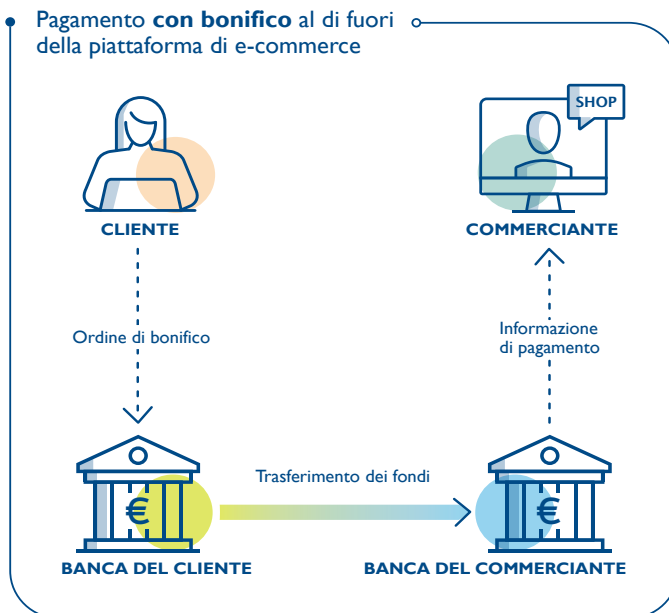 Pagamento con bonifico al di fuori
della piattaforma di e-commerce
SHOP
CLIENTE
COMMERCIANTE
Ordine di bonifico
Informazione
di pagamento
Trasferimento dei fondi
€
€
BANCA DEL CLIENTE
BANCA DEL COMMERCIANTE